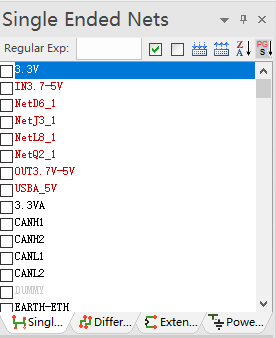 Single Ended Nets
Regular Exp:
Z A
PG S
3.3V
IN3.7-5V
NetD6_1
NetJ3_1
NetL8_1
NetQ2_1
OUT3.7V-5V
USBA_5V
3.3VA
CANH1
CANH2
CANL1
CANL2
DUMMY
EARTH-ETH
Singl... Differ... Exten... Powe...